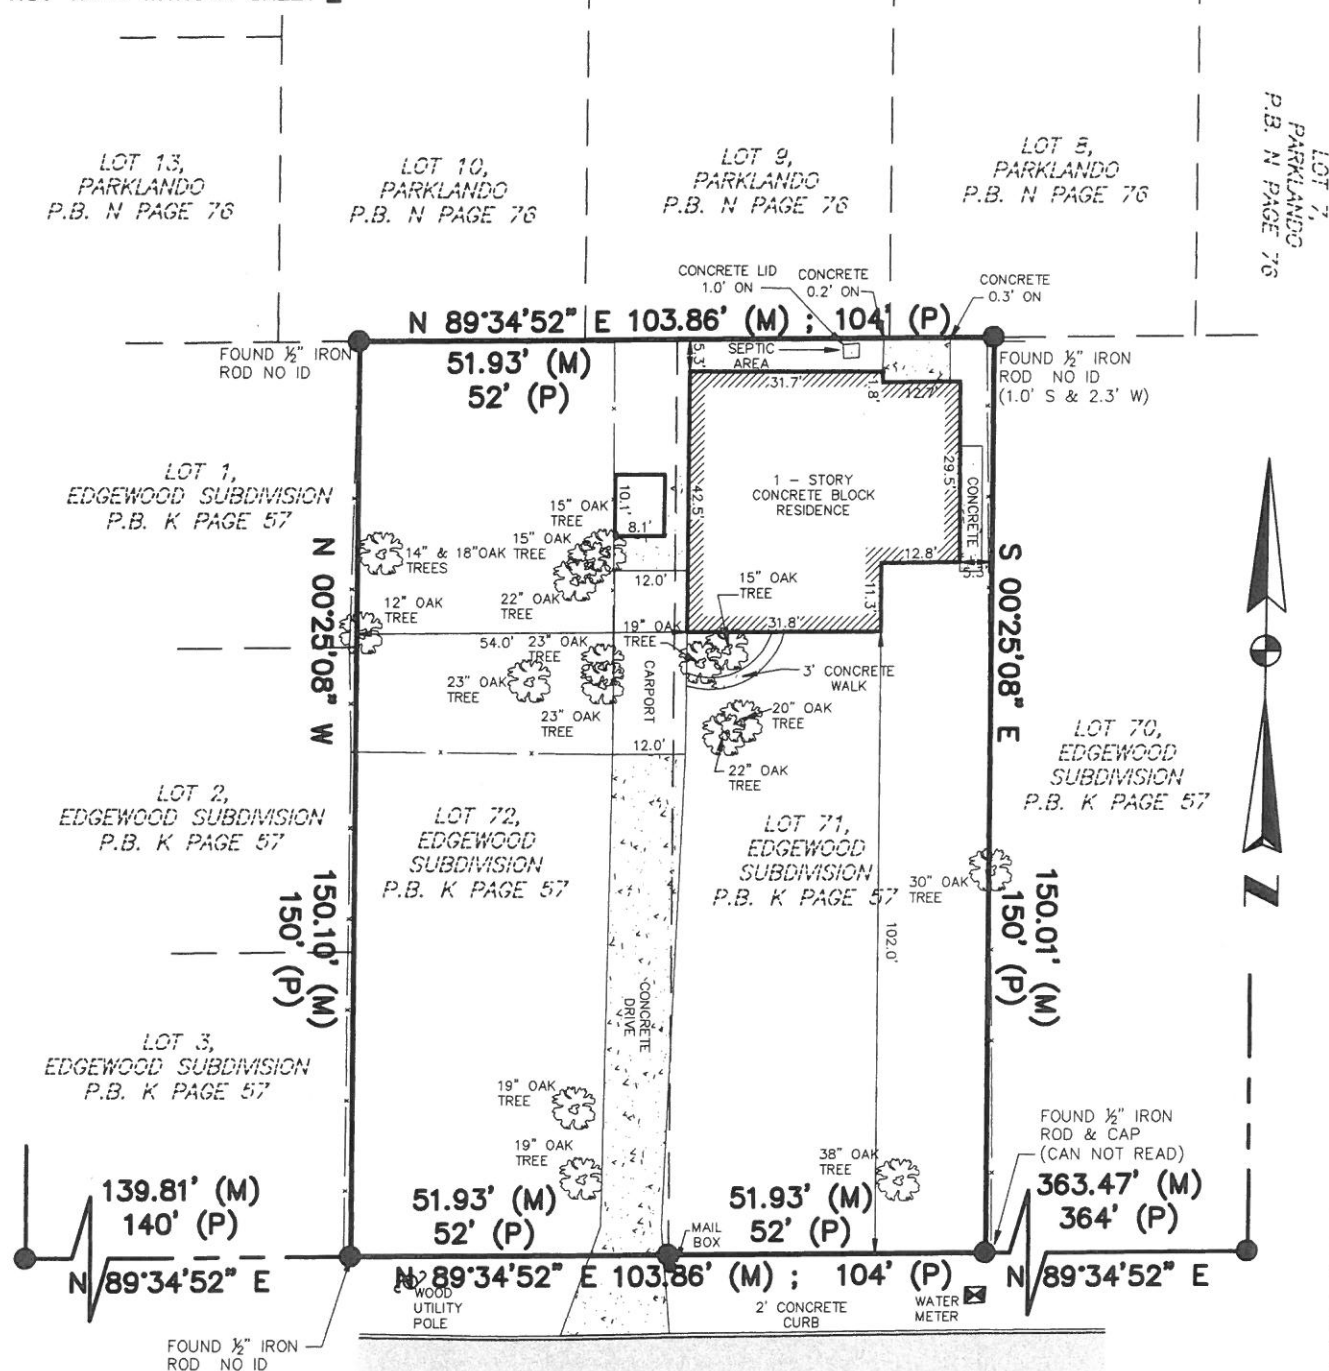 LOT 13,
PARKLANDO
P.B. N PAGE 76
LOT 10,
PARKLANDO
P.B. N PAGE 76
LOT 9,
PARKLANDO
P.B. N PAGE 76
LOT 8,
PARKLANDO
P.B. N PAGE 76
LOT 7,
PARKLANDO
P.B. N PAGE 76
CONCRETE LID
1.0' ON
CONCRETE
0.2' ON
CONCRETE
0.3' ON
N 89°34'52" E 103.86' (M) ; 104' (P)
FOUND ½" IRON
ROD NO ID
51.93' (M)
52' (P)
5.3'
SEPTIC
AREA
FOUND ½" IRON
ROD NO ID
(1.0' S & 2.3' W)
31.7'
1.8'
12.7'
LOT 1,
EDGEWOOD SUBDIVISION
P.B. K PAGE 57
1 - STORY
CONCRETE BLOCK
RESIDENCE
42.5'
29.5'
CONCRETE
10.1'
8.1'
15" OAK
TREE
15" OAK
TREE
14" & 18"OAK
TREES
22" OAK
TREE
12.0'
12.8'
11.3'
15" OAK
TREE
12" OAK
TREE
31.8'
19" OAK
TREE
54.0'
23" OAK
TREE
23" OAK
TREE
23" OAK
TREE
CARPORT
3' CONCRETE
WALK
20" OAK
TREE
22" OAK
TREE
12.0'
N 00°25'08" W
150.10' (M)
150' (P)
S 00°25'08" E
150.01' (M)
150' (P)
LOT 70,
EDGEWOOD
SUBDIVISION
P.B. K PAGE 57
N
LOT 2,
EDGEWOOD SUBDIVISION
P.B. K PAGE 57
LOT 72,
EDGEWOOD
SUBDIVISION
P.B. K PAGE 57
LOT 71,
EDGEWOOD
SUBDIVISION
P.B. K PAGE 57
30" OAK
TREE
102.0'
CONCRETE
DRIVE
LOT 3,
EDGEWOOD SUBDIVISION
P.B. K PAGE 57
19" OAK
TREE
19" OAK
TREE
38" OAK
TREE
FOUND ½" IRON
ROD & CAP
(CAN NOT READ)
139.81' (M)
140' (P)
51.93' (M)
52' (P)
MAIL
BOX
51.93' (M)
52' (P)
363.47' (M)
364' (P)
N 89°34'52" E
N 89°34'52" E 103.86' (M) ; 104' (P)
N 89°34'52" E
WOOD
UTILITY
POLE
2' CONCRETE
CURB
WATER
METER
FOUND ½" IRON
ROD NO ID